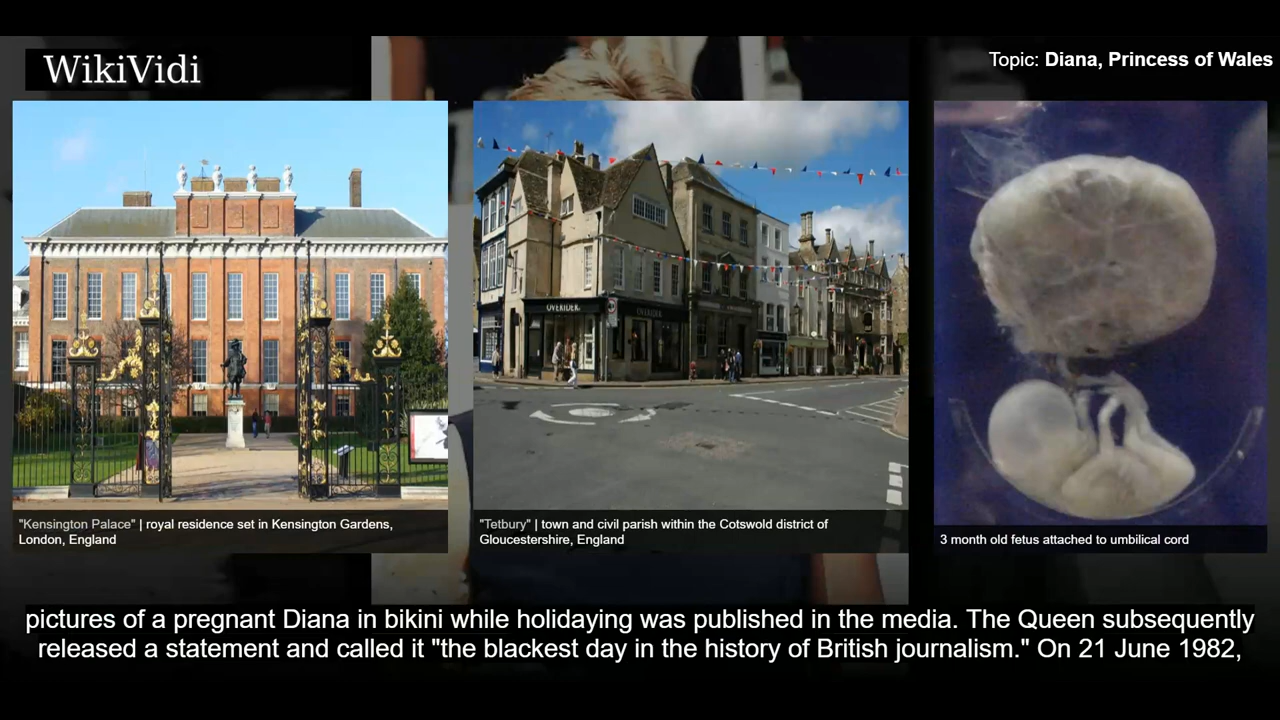 WikiVidi
Topic: Diana, Princess of Wales
OVERIDER.
OVERIDER
"Kensington Palace" | royal residence set in Kensington Gardens,
London, England
"Tetbury" | town and civil parish within the Cotswold district of
Gloucestershire, England
3 month old fetus attached to umbilical cord
pictures of a pregnant Diana in bikini while holidaying was published in the media. The Queen subsequently
released a statement and called it "the blackest day in the history of British journalism." On 21 June 1982,